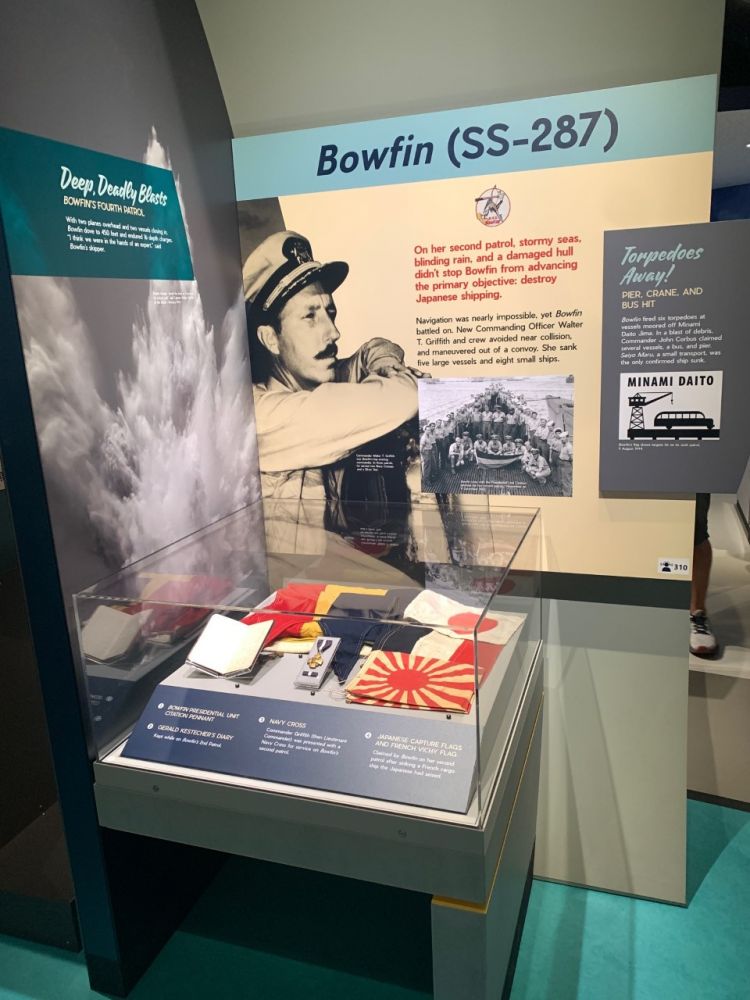 Deep, Deadly Blasts
BOWFIN'S FOURTH PATROL
With two planes overhead and two vessels closing in,
Bowfin dove to 450 feet and endured 16 depth charges.
"I think we were in the hands of an expert," said
Bowfin's skipper.
Bowfin (SS-287)
On her second patrol, stormy seas,
blinding rain, and a damaged hull
didn't stop Bowfin from advancing
the primary objective: destroy
Japanese shipping.
Navigation was nearly impossible, yet Bowfin
battled on. New Commanding Officer Walter
T. Griffith and crew avoided near collision,
and maneuvered out of a convoy. She sank
five large vessels and eight small ships.
Torpedoes
Away!
PIER, CRANE, AND
BUS HIT
Bowfin fired six torpedoes at
vessels moored off Minami
Daito Jima. In a blast of debris,
Commander John Corbus claimed
several vessels, a bus, and pier.
Seiyo Maru, a small transport, was
the only confirmed ship sunk.
MINAMI DAITO
310
1 BOWFIN PRESIDENTIAL UNIT
CITATION PENNANT
2 GERALD KESTECHER'S DIARY
Kept while on Bowfin's 2nd Patrol.
3 NAVY CROSS
Commander Griffith (then Lieutenant
Commander) was presented with a
Navy Cross for service on Bowfin's
second patrol.
4 JAPANESE CAPTURE FLAGS
AND FRENCH VICHY FLAG
Claimed by Bowfin on her second
patrol after sinking a French cargo
ship the Japanese had seized.